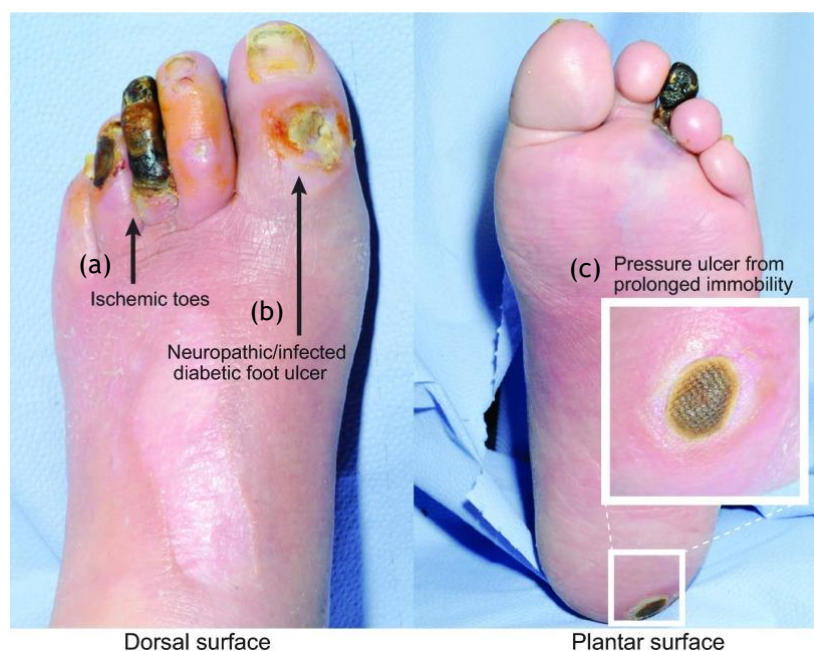 (a)
Ischemic toes
(b)
Neuropathic/infected
diabetic foot ulcer
Dorsal surface
(c) Pressure ulcer from
prolonged immobility
Plantar surface